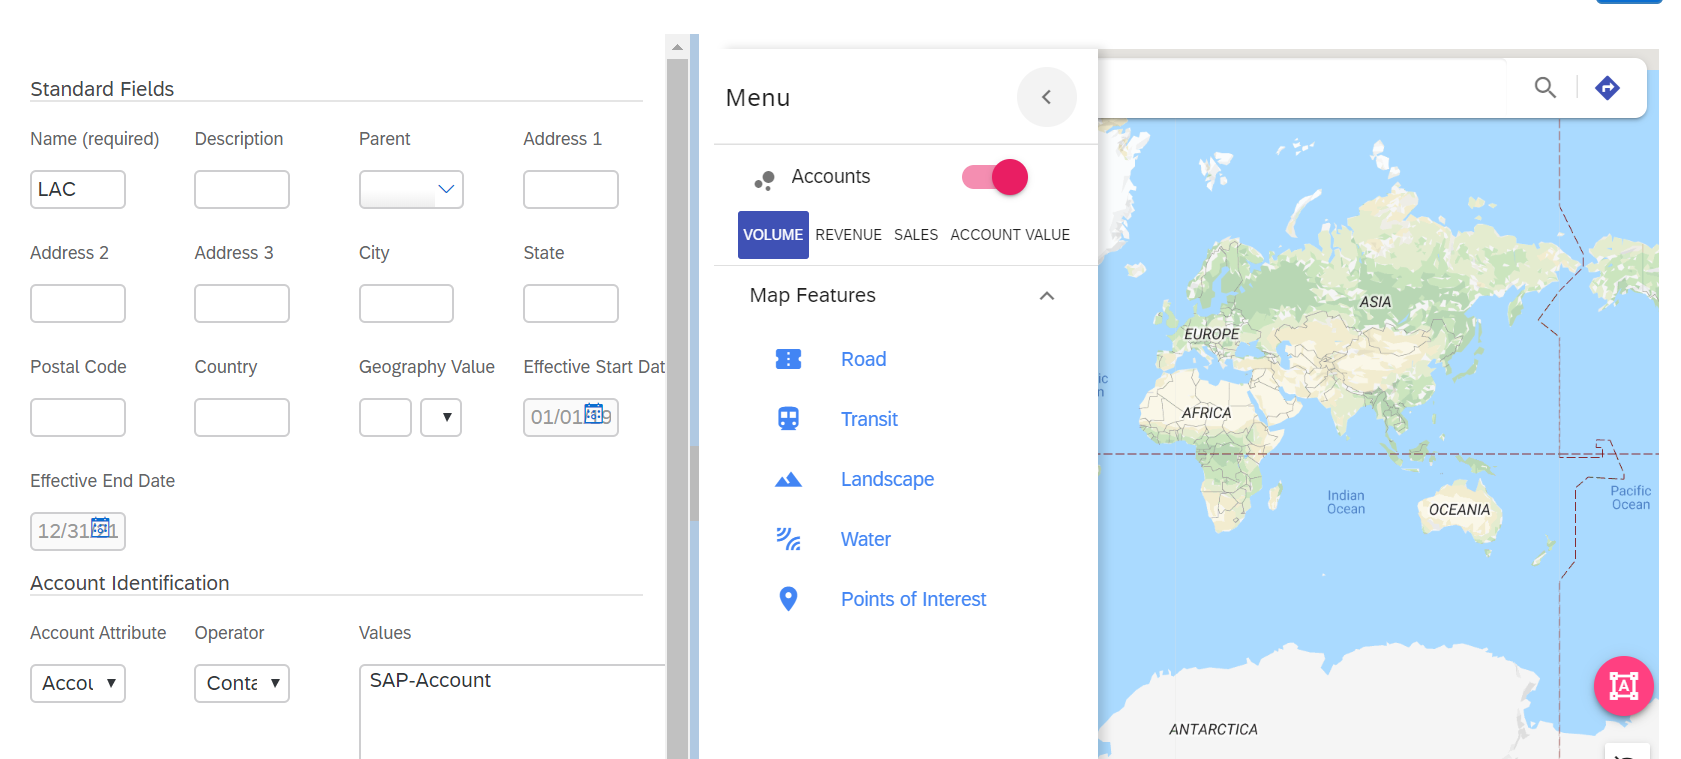 Standard Fields
Name (required) Description Parent Address 1
LAC
Address 2 Address 3 City State
Postal Code Country Geography Value Effective Start Dat
01/01/ 9
Effective End Date
12/31/ 1
Account Identification
Account Attribute Operator Values
Accou Conta SAP-Account
Menu
Accounts
VOLUME REVENUE SALES ACCOUNT VALUE
Map Features
Road
Transit
Landscape
Water
Points of Interest
ASIA
EUROPE
ic
n
AFRICA
Indian
Ocean
OCEANIA
Pacific
Ocean
A
ANTARCTICA